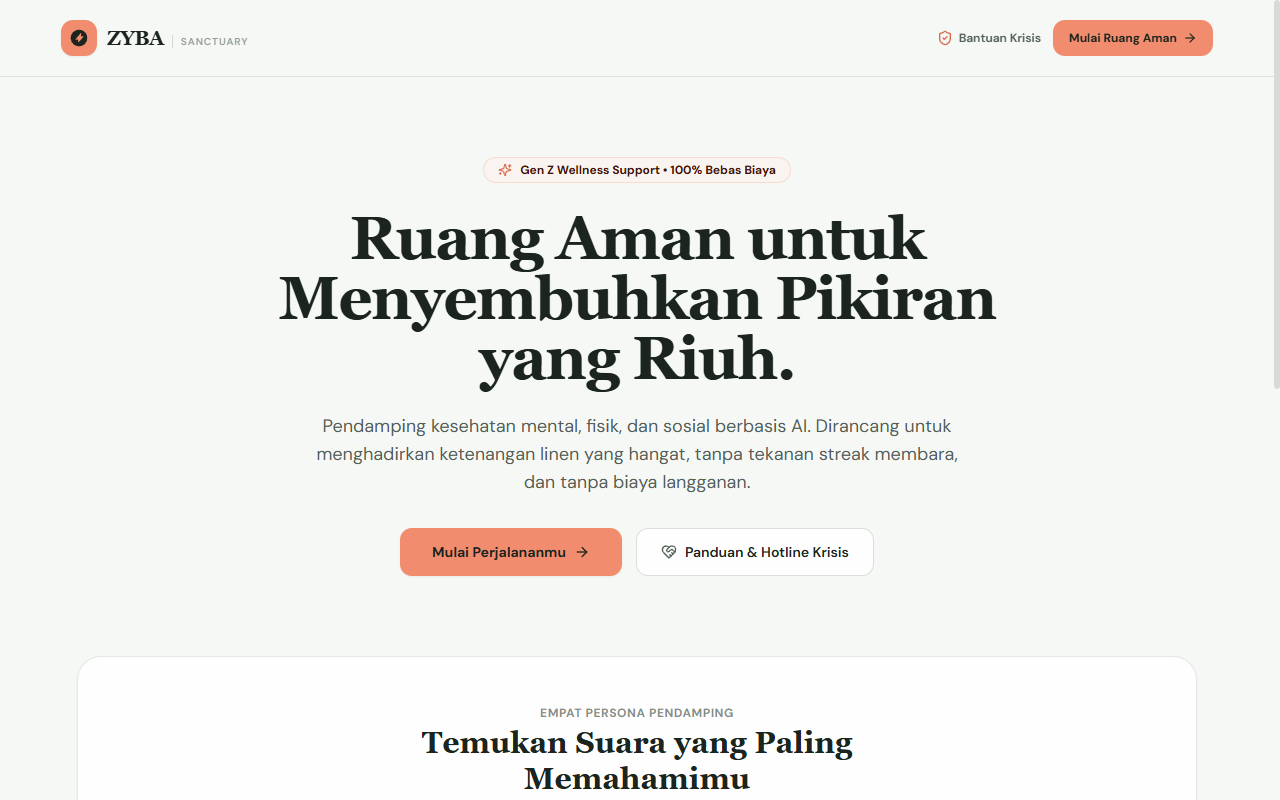 ZYBA
SANCTUARY
Bantuan Krisis
Mulai Ruang Aman
Gen Z Wellness Support • 100% Bebas Biaya
Ruang Aman untuk
Menyembuhkan Pikiran
yang Riuh.
Pendamping kesehatan mental, fisik, dan sosial berbasis AI. Dirancang untuk
menghadirkan ketenangan linen yang hangat, tanpa tekanan streak membara,
dan tanpa biaya langganan.
Mulai Perjalananmu
Panduan & Hotline Krisis
EMPAT PERSONA PENDAMPING
Temukan Suara yang Paling
Memahamimu